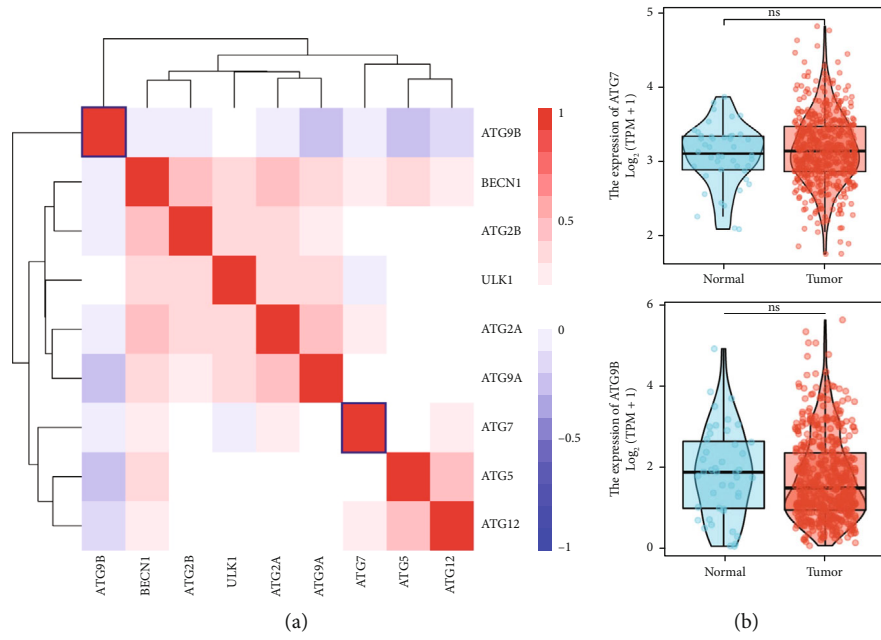 ATG9B
BECN1
ATG2B
ULK1
ATG2A
ATG9A
ATG7
ATG5
ATG12
1
0.5
0
−0.5
−1
ATG9B
BECN1
ATG2B
ULK1
ATG2A
ATG9A
ATG7
ATG5
ATG12
(a)
The expression of ATG7
Log2 (TPM + 1)
5
4
3
2
ns
Normal
Tumor
The expression of ATG9B
Log2 (TPM + 1)
6
4
2
0
ns
Normal
Tumor
(b)